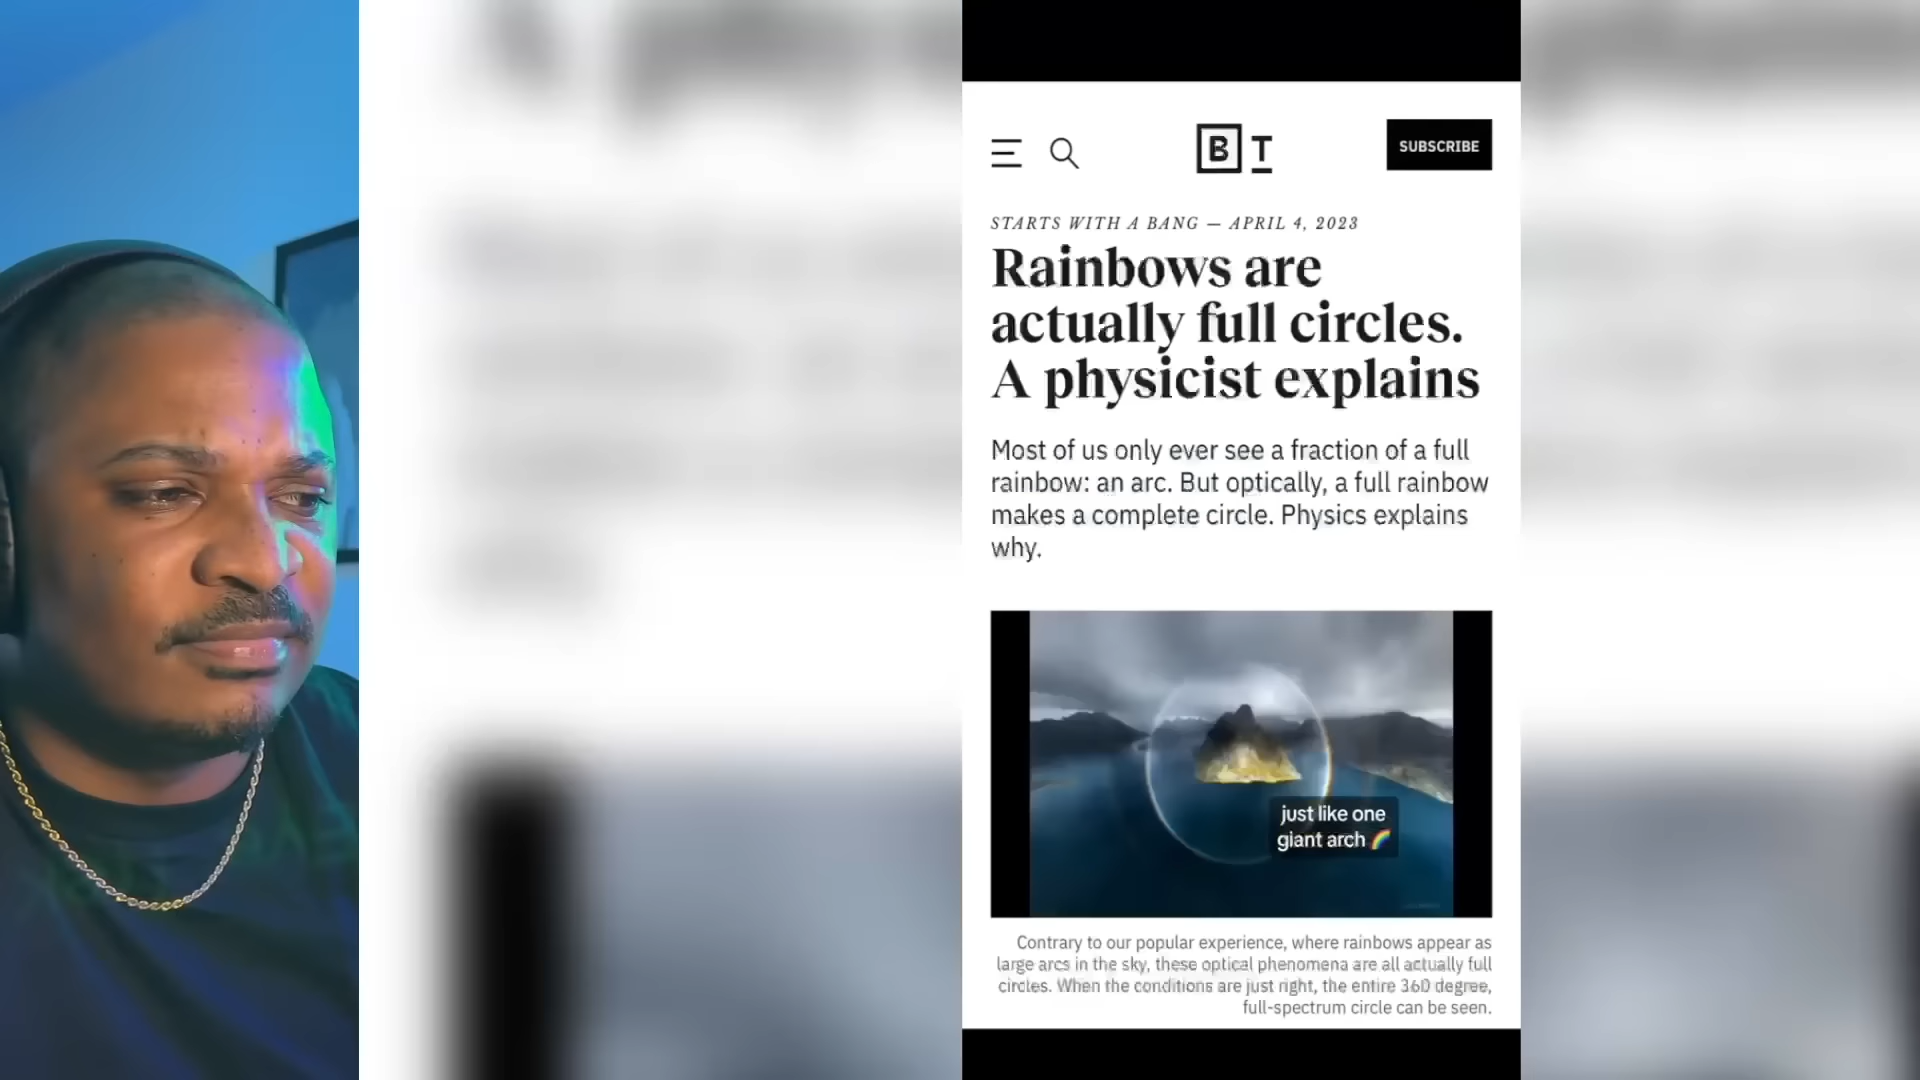 B T
SUBSCRIBE
STARTS WITH A BANG — APRIL 4, 2023
Rainbows are
actually full circles.
A physicist explains
Most of us only ever see a fraction of a full
rainbow: an arc. But optically, a full rainbow
makes a complete circle. Physics explains
why.
just like one
giant arch 🌈
Contrary to our popular experience, where rainbows appear as
large arcs in the sky, these optical phenomena are all actually full
circles. When the conditions are just right, the entire 360 degree,
full-spectrum circle can be seen.